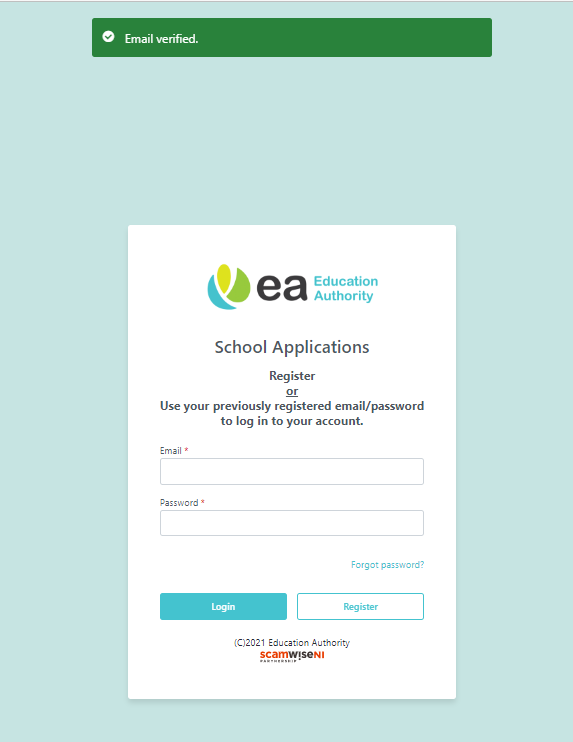 Email verified.
ea Education
Authority
School Applications
Register
or
Use your previously registered email/password
to log in to your account.
Email *
Password *
Forgot password?
Login
Register
(C)2021 Education Authority
scamwiseNI
PARTNERSHIP